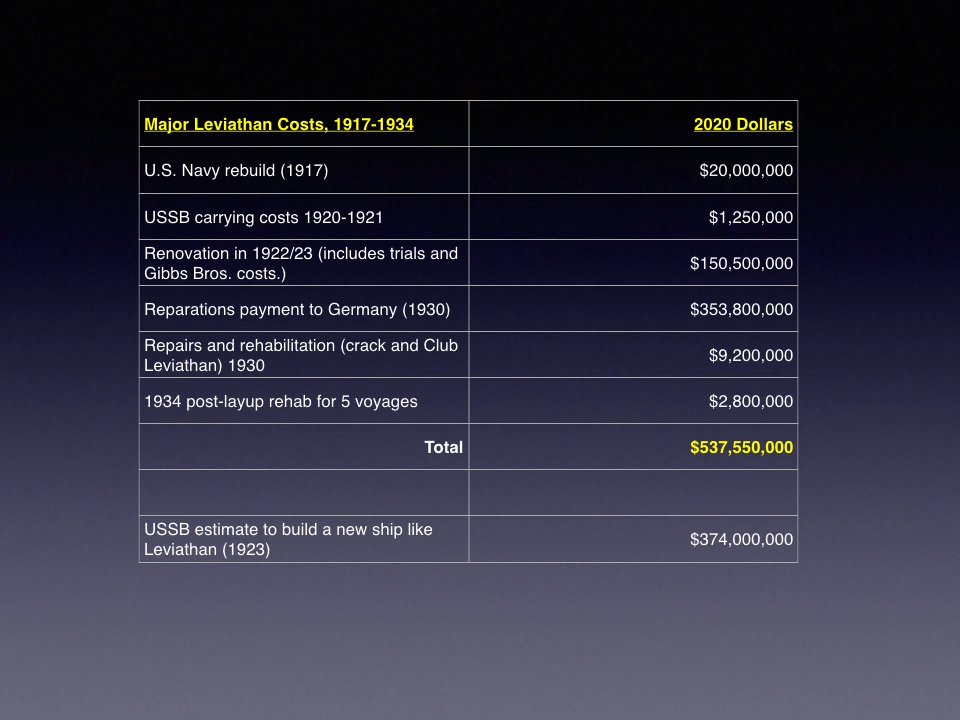 Major Leviathan Costs, 1917-1934 2020 Dollars
U.S. Navy rebuild (1917) $20,000,000
USSB carrying costs 1920-1921 $1,250,000
Renovation in 1922/23 (includes trials and
Gibbs Bros. costs.) $150,500,000
Reparations payment to Germany (1930) $353,800,000
Repairs and rehabilitation (crack and Club
Leviathan) 1930 $9,200,000
1934 post-layup rehab for 5 voyages $2,800,000
Total $537,550,000
USSB estimate to build a new ship like
Leviathan (1923) $374,000,000